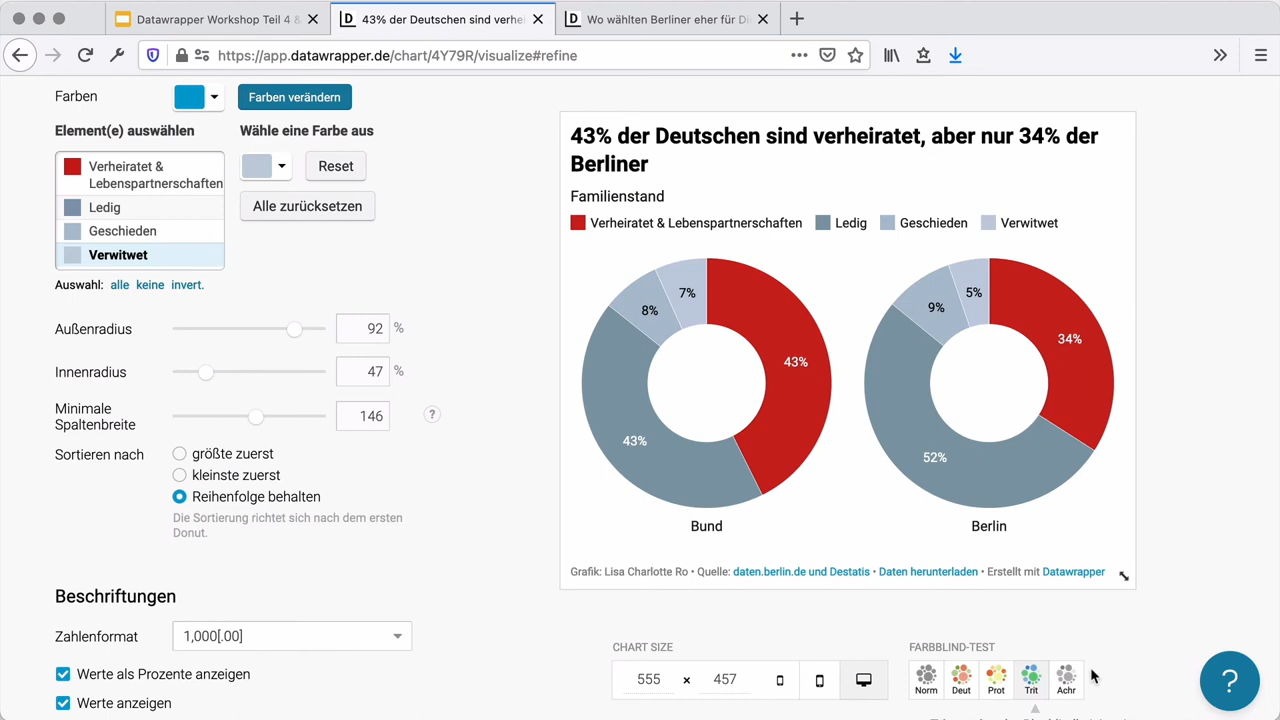 Datawrapper Workshop Teil 4 &
43% der Deutschen sind verhei
Wo wählten Berliner eher für Di
https://app.datawrapper.de/chart/4Y79R/visualize#refine
Farben
Farben verändern
Element(e) auswählen
Wähle eine Farbe aus
Verheiratet &
Lebenspartnerschaften
Ledig
Geschieden
Verwitwet
Reset
Alle zurücksetzen
Auswahl: alle keine invert.
Außenradius
92 %
Innenradius
47 %
Minimale
Spaltenbreite
146
?
Sortieren nach
größte zuerst
kleinste zuerst
Reihenfolge behalten
Die Sortierung richtet sich nach dem ersten
Donut.
Beschriftungen
Zahlenformat
1,000[.00]
Werte als Prozente anzeigen
Werte anzeigen
43% der Deutschen sind verheiratet, aber nur 34% der
Berliner
Familienstand
Verheiratet & Lebenspartnerschaften Ledig Geschieden Verwitwet
7%
8%
43%
43%
Bund
5%
9%
34%
52%
Berlin
Grafik: Lisa Charlotte Ro • Quelle: daten.berlin.de und Destatis • Daten herunterladen • Erstellt mit Datawrapper
CHART SIZE
555 × 457
FARBBLIND-TEST
Norm Deut Prot Trit Achr
?